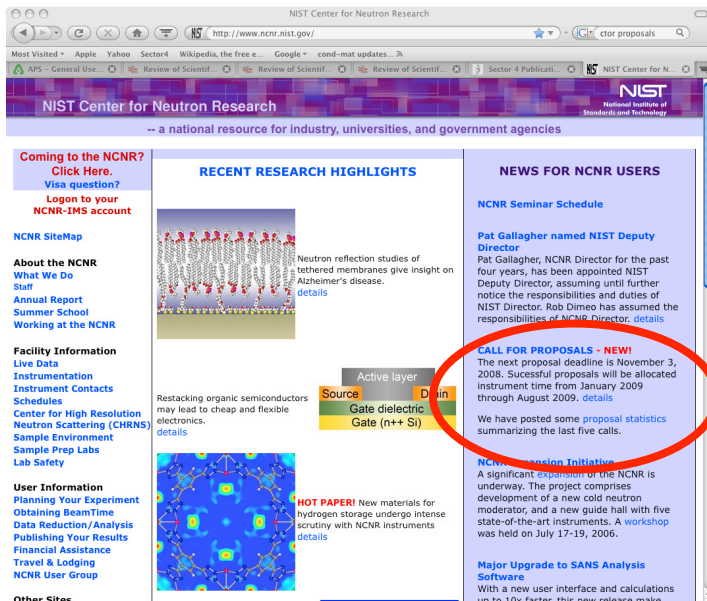 NIST Center for Neutron Research
http://www.ncnr.nist.gov/
ctor proposals
Most Visited
Apple
Yahoo
Sector4
Wikipedia, the free e...
Google
cond-mat updates...
APS – General Use...
Review of Scientif...
Review of Scientif...
Review of Scientif...
Sector 4 Publicati...
NIST Center for N...
NIST Center for Neutron Research
NIST
National Institute of
Standards and Technology
-- a national resource for industry, universities, and government agencies
Coming to the NCNR?
Click Here.
Visa question?
Logon to your
NCNR-IMS account
NCNR SiteMap
About the NCNR
What We Do
Staff
Annual Report
Summer School
Working at the NCNR
Facility Information
Live Data
Instrumentation
Instrument Contacts
Schedules
Center for High Resolution
Neutron Scattering (CHRNS)
Sample Environment
Sample Prep Labs
Lab Safety
User Information
Planning Your Experiment
Obtaining BeamTime
Data Reduction/Analysis
Publishing Your Results
Financial Assistance
Travel & Lodging
NCNR User Group
Other Sites
RECENT RESEARCH HIGHLIGHTS
Neutron reflection studies of
tethered membranes give insight on
Alzheimer's disease.
details
Restacking organic semiconductors
may lead to cheap and flexible
electronics.
details
Active layer
Source
Drain
Gate dielectric
Gate (n++ Si)
HOT PAPER! New materials for
hydrogen storage undergo intense
scrutiny with NCNR instruments
details
NEWS FOR NCNR USERS
NCNR Seminar Schedule
Pat Gallagher named NIST Deputy
Director
Pat Gallagher, NCNR Director for the past
four years, has been appointed NIST
Deputy Director, assuming until further
notice the responsibilities and duties of
NIST Director. Rob Dimeo has assumed the
responsibilities of NCNR Director. details
CALL FOR PROPOSALS - NEW!
The next proposal deadline is November 3,
2008. Sucessful proposals will be allocated
instrument time from January 2009
through August 2009. details
We have posted some proposal statistics
summarizing the last five calls.
NCNR Expansion Initiative
A significant expansion of the NCNR is
underway. The project comprises
development of a new cold neutron
moderator, and a new guide hall with five
state-of-the-art instruments. A workshop
was held on July 17-19, 2006.
Major Upgrade to SANS Analysis
Software
With a new user interface and calculations
up to 10x faster, this new release make